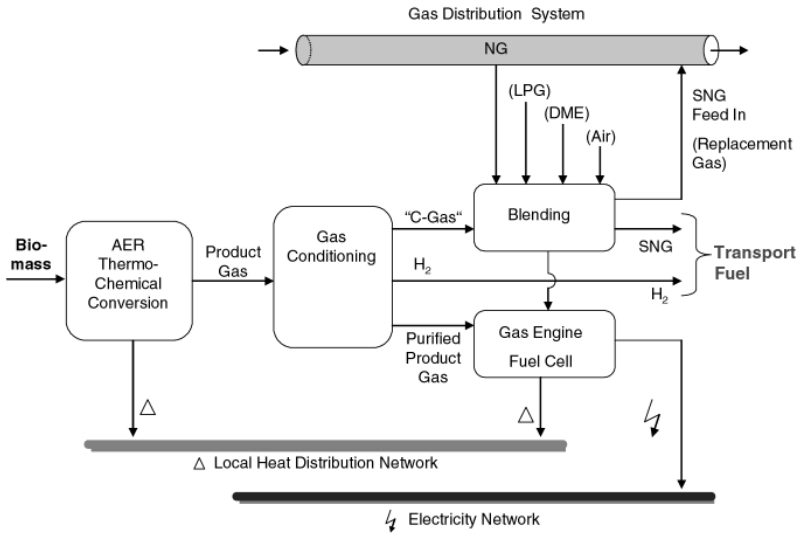 Gas Distribution System
NG
(LPG)
(DME)
(Air)
SNG
Feed In
(Replacement
Gas)
Bio-
mass
AER
Thermo-
Chemical
Conversion
Product
Gas
Gas
Conditioning
“C-Gas“
H₂
Purified
Product
Gas
Blending
SNG
H₂
Transport
Fuel
Gas Engine
Fuel Cell
△
△
△ Local Heat Distribution Network
Electricity Network